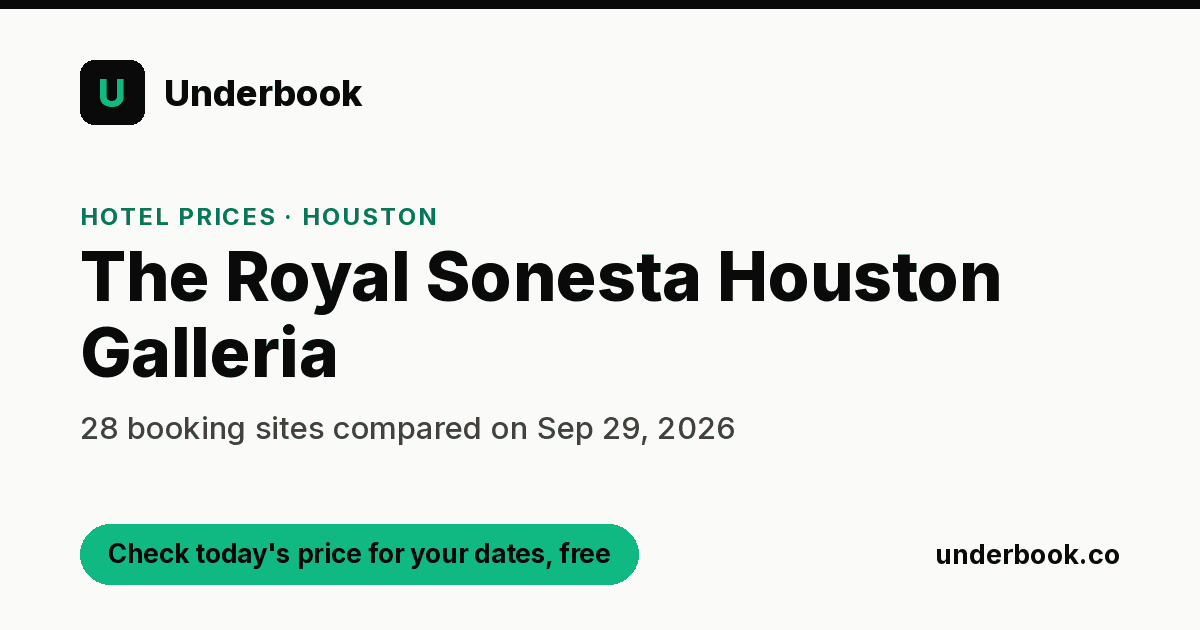 U
Underbook
HOTEL PRICES · HOUSTON
The Royal Sonesta Houston
Galleria
28 booking sites compared on Sep 29, 2026
Check today's price for your dates, free
underbook.co